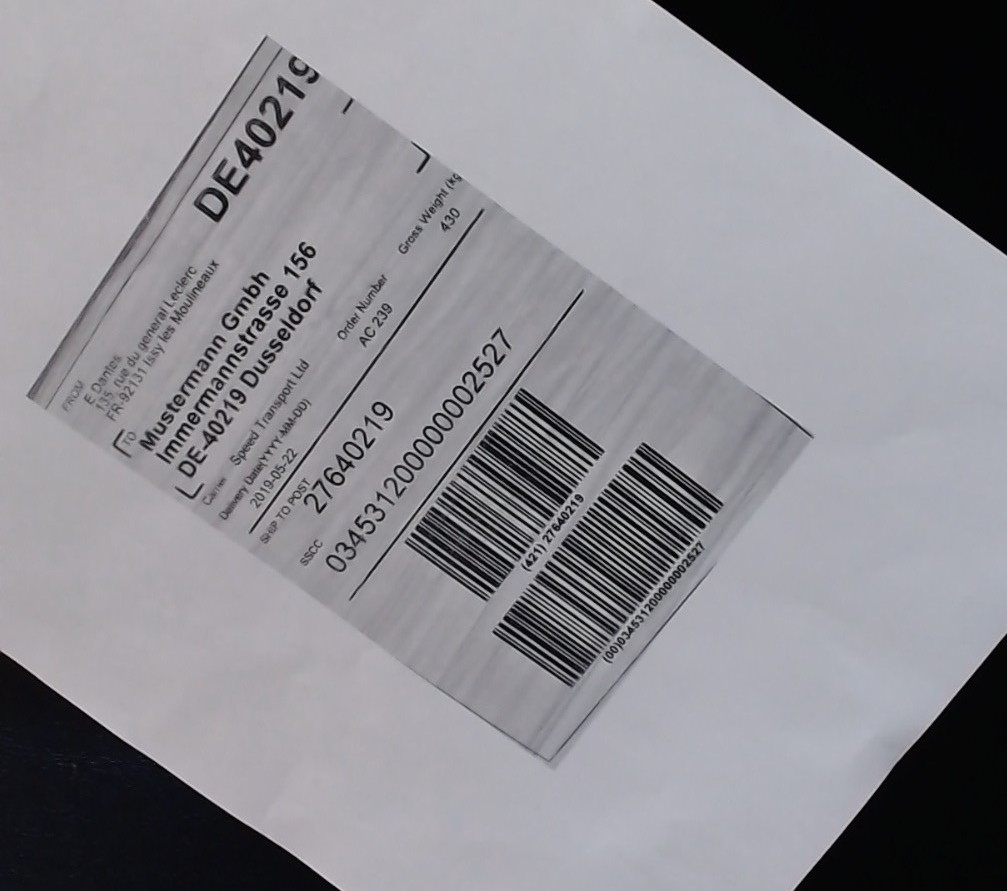 DE40219
FROM
E Dantes
135, rue du general Leclerc
FR-92131 Issy les Moulineaux
TO
Mustermann Gmbh
Immermannstrasse 156
DE-40219 Dusseldorf
Carrier Speed Transport Ltd
Delivery Date(YYYY-MM-DD) Order Number Gross Weight (kg
2019-05-22 AC 239 430
SHIP TO POST
27640219
SSCC
034531200000002527
(421) 27640219
(00)034531200000002527